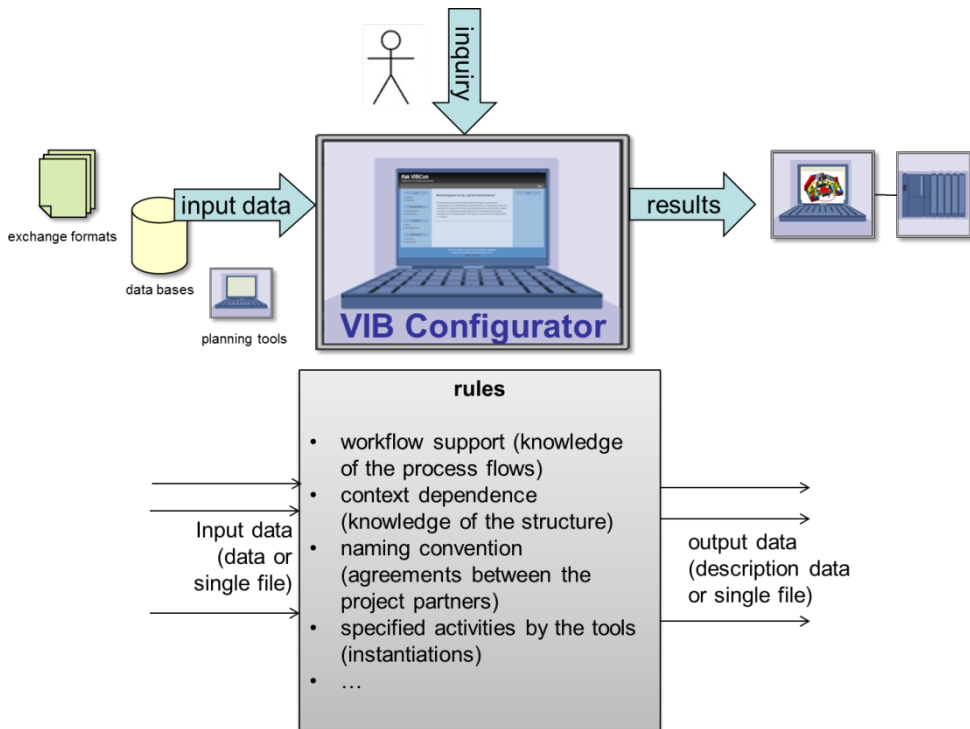 inquiry
ifak VIBCon
exchange formats
input data
data bases
planning tools
results
VIB Configurator
rules
• workflow support (knowledge
of the process flows)
• context dependence
(knowledge of the structure)
• naming convention
(agreements between the
project partners)
• specified activities by the tools
(instantiations)
• …
Input data
(data or
single file)
output data
(description data
or single file)